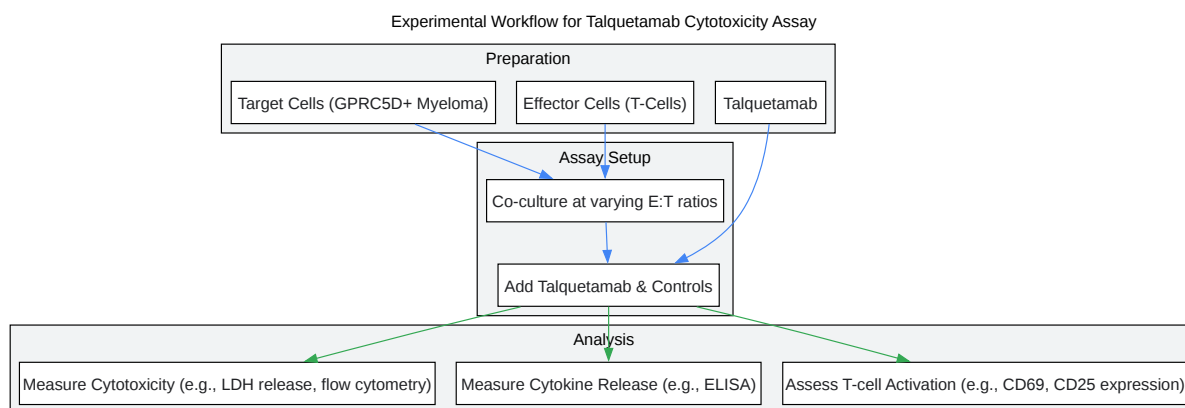 Experimental Workflow for Talquetamab Cytotoxicity Assay
Preparation
Target Cells (GPRC5D+ Myeloma)
Effector Cells (T-Cells)
Talquetamab
Assay Setup
Co-culture at varying E:T ratios
Add Talquetamab & Controls
Analysis
Measure Cytotoxicity (e.g., LDH release, flow cytometry)
Measure Cytokine Release (e.g., ELISA)
Assess T-cell Activation (e.g., CD69, CD25 expression)